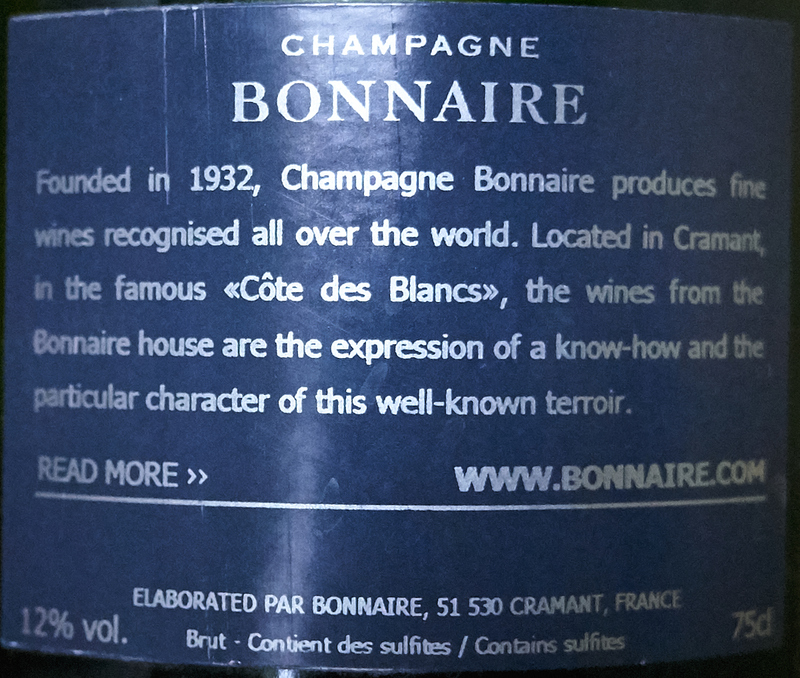 CHAMPAGNE
BONNAIRE
Founded in 1932, Champagne Bonnaire produces fine
wines recognised all over the world. Located in Cramant,
in the famous «Côte des Blancs», the wines from the
Bonnaire house are the expression of a know-how and the
particular character of this well-known terroir.
READ MORE ›› WWW.BONNAIRE.COM
ELABORATED PAR BONNAIRE, 51 530 CRAMANT, FRANCE
12% vol. Brut - Contient des sulfites / Contains sulfites 75cl